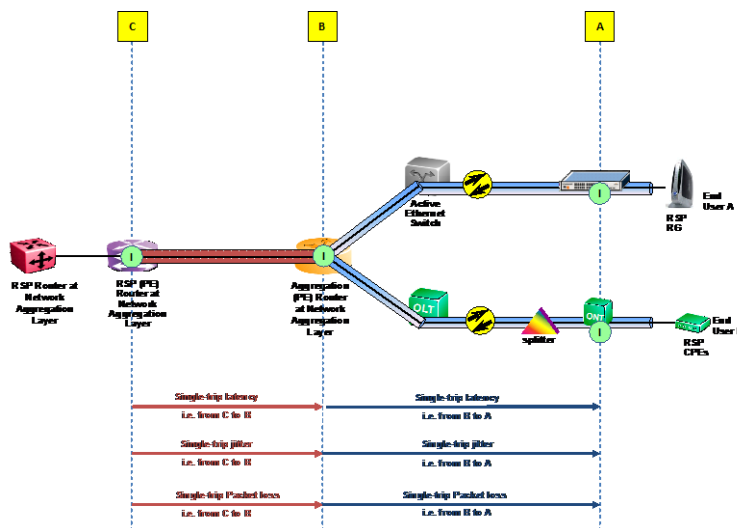 C
B
A
Active
Ethernet
Switch
I
RSP
RG
End
User A
I
I
RSP Router at
Network
Aggregation
Layer
RSP (PE)
Router at
Network
Aggregation
Layer
Aggregation
(PE) Router
at Network
Aggregation
Layer
OLT
splitter
ONT
I
RSP
CPEs
End
User
Single-trip latency
i.e. from C to B
Single-trip latency
i.e. from B to A
Single-trip jitter
i.e. from C to B
Single-trip jitter
i.e. from B to A
Single-trip Packet loss
i.e. from C to B
Single-trip Packet loss
i.e. from B to A